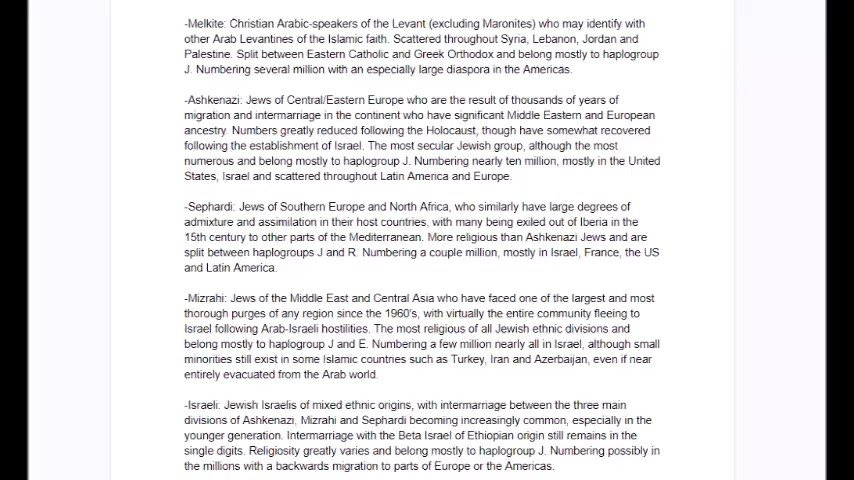 -Melkite: Christian Arabic-speakers of the Levant (excluding Maronites) who may identify with
other Arab Levantines of the Islamic faith. Scattered throughout Syria, Lebanon, Jordan and
Palestine. Split between Eastern Catholic and Greek Orthodox and belong mostly to haplogroup
J. Numbering several million with an especially large diaspora in the Americas.
-Ashkenazi: Jews of Central/Eastern Europe who are the result of thousands of years of
migration and intermarriage in the continent who have significant Middle Eastern and European
ancestry. Numbers greatly reduced following the Holocaust, though have somewhat recovered
following the establishment of Israel. The most secular Jewish group, although the most
numerous and belong mostly to haplogroup J. Numbering nearly ten million, mostly in the United
States, Israel and scattered throughout Latin America and Europe.
-Sephardi: Jews of Southern Europe and North Africa, who similarly have large degrees of
admixture and assimilation in their host countries, with many being exiled out of Iberia in the
15th century to other parts of the Mediterranean. More religious than Ashkenazi Jews and are
split between haplogroups J and R. Numbering a couple million, mostly in Israel, France, the US
and Latin America.
-Mizrahi: Jews of the Middle East and Central Asia who have faced one of the largest and most
thorough purges of any region since the 1960's, with virtually the entire community fleeing to
Israel following Arab-Israeli hostilities. The most religious of all Jewish ethnic divisions and
belong mostly to haplogroup J and E. Numbering a few million nearly all in Israel, although small
minorities still exist in some Islamic countries such as Turkey, Iran and Azerbaijan, even if near
entirely evacuated from the Arab world.
-Israeli: Jewish Israelis of mixed ethnic origins, with intermarriage between the three main
divisions of Ashkenazi, Mizrahi and Sephardi becoming increasingly common, especially in the
younger generation. Intermarriage with the Beta Israel of Ethiopian origin still remains in the
single digits. Religiosity greatly varies and belong mostly to haplogroup J. Numbering possibly in
the millions with a backwards migration to parts of Europe or the Americas.